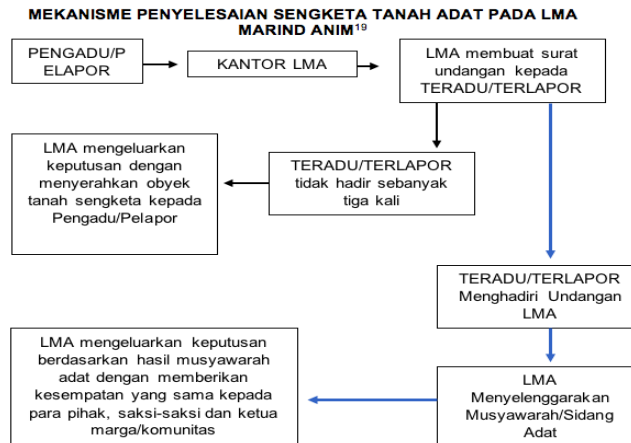 MEKANISME PENYELESAIAN SENGKETA TANAH ADAT PADA LMA
MARIND ANIM19
PENGADU/P
ELAPOR
KANTOR LMA
LMA membuat surat
undangan kepada
TERADU/TERLAPOR
LMA mengeluarkan
keputusan dengan
menyerahkan obyek
tanah sengketa kepada
Pengadu/Pelapor
TERADU/TERLAPOR
tidak hadir sebanyak
tiga kali
TERADU/TERLAPOR
Menghadiri Undangan
LMA
LMA mengeluarkan keputusan
berdasarkan hasil musyawarah
adat dengan memberikan
kesempatan yang sama kepada
para pihak, saksi-saksi dan ketua
marga/komunitas
LMA
Menyelenggarakan
Musyawarah/Sidang
Adat